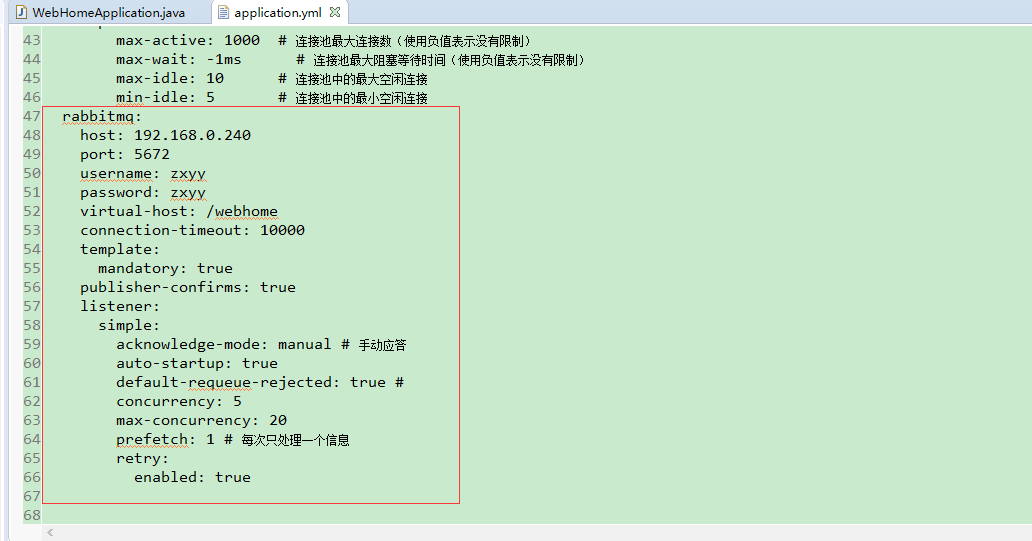 WebHomeApplication.java application.yml
43 max-active: 1000 # 连接池最大连接数（使用负值表示没有限制）
44 max-wait: -1ms # 连接池最大阻塞等待时间（使用负值表示没有限制）
45 max-idle: 10 # 连接池中的最大空闲连接
46 min-idle: 5 # 连接池中的最小空闲连接
47 rabbitmq:
48 host: 192.168.0.240
49 port: 5672
50 username: zxyy
51 password: zxyy
52 virtual-host: /webhome
53 connection-timeout: 10000
54 template:
55 mandatory: true
56 publisher-confirms: true
57 listener:
58 simple:
59 acknowledge-mode: manual # 手动应答
60 auto-startup: true
61 default-requeue-rejected: true #
62 concurrency: 5
63 max-concurrency: 20
64 prefetch: 1 # 每次只处理一个信息
65 retry:
66 enabled: true
67
68